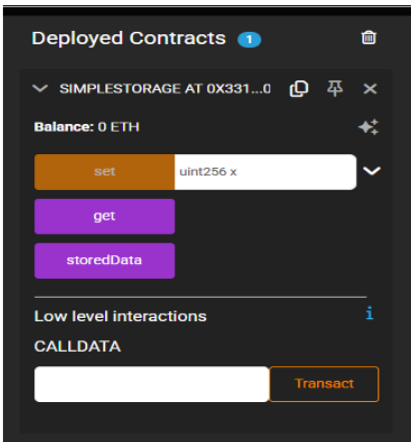 Deployed Contracts 1
SIMPLESTORAGE AT 0X331...0
Balance: 0 ETH
set uint256 x
get
storedData
Low level interactions i
CALLDATA
Transact